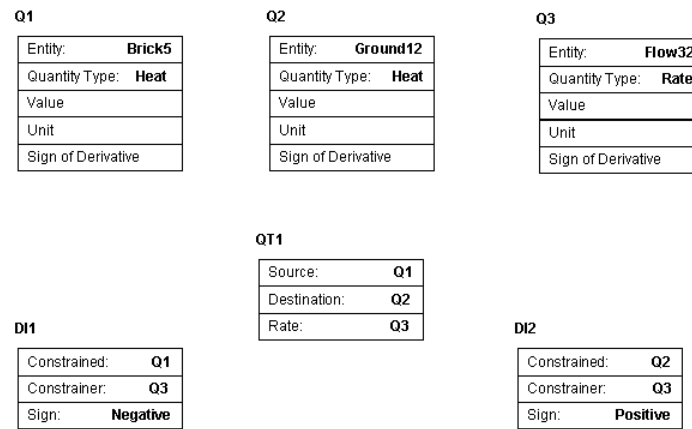 Q1
Entity: Brick5
Quantity Type: Heat
Value
Unit
Sign of Derivative
Q2
Entity: Ground12
Quantity Type: Heat
Value
Unit
Sign of Derivative
Q3
Entity: Flow32
Quantity Type: Rate
Value
Unit
Sign of Derivative
QT1
Source: Q1
Destination: Q2
Rate: Q3
DI1
Constrained: Q1
Constrainer: Q3
Sign: Negative
DI2
Constrained: Q2
Constrainer: Q3
Sign: Positive